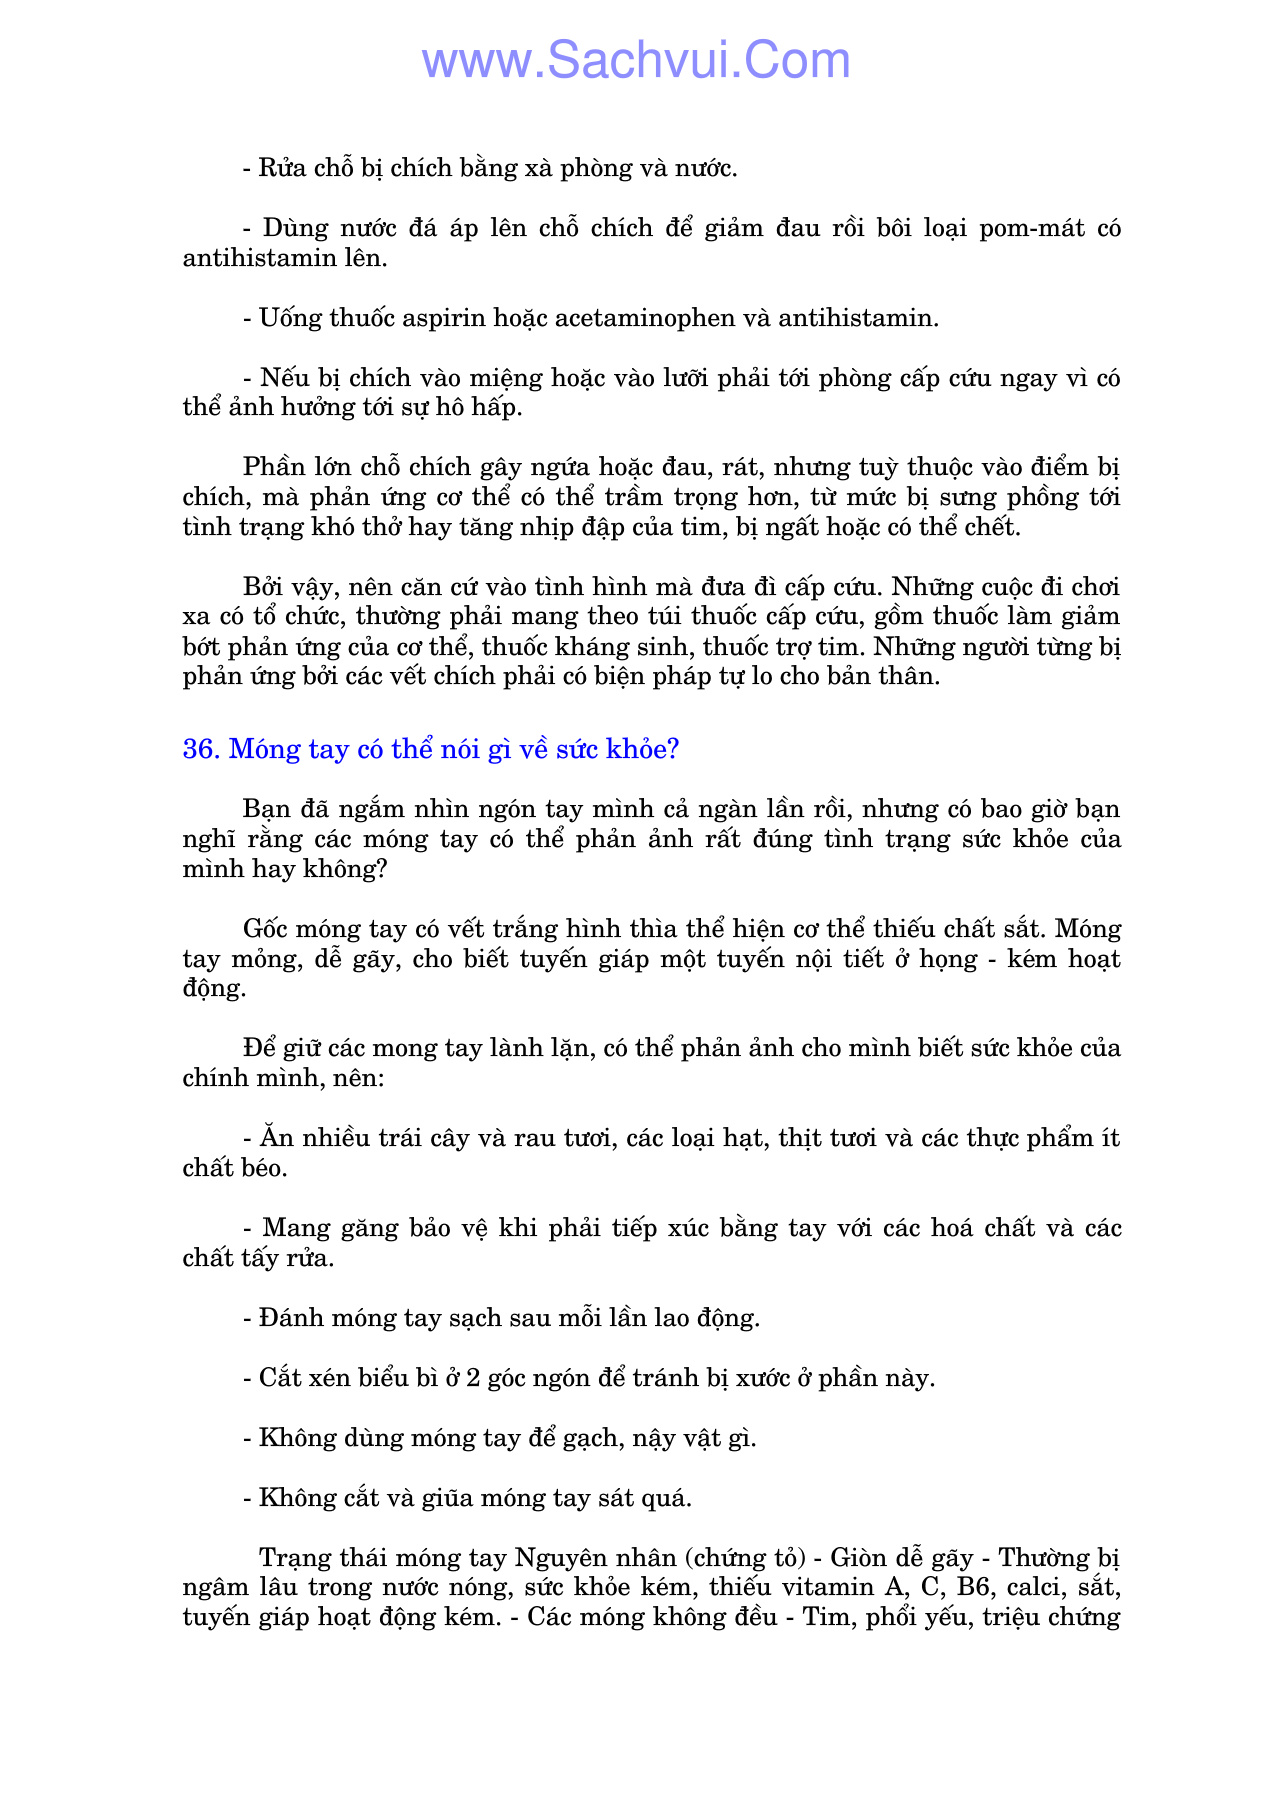 www.Sachvui.Com
- Rửa chỗ bị chích bằng xà phòng và nước.
- Dùng nước đá áp lên chỗ chích để giảm đau rồi bôi loại pom-mát có
antihistamin lên.
- Uống thuốc aspirin hoặc acetaminophen và antihistamin.
- Nếu bị chích vào miệng hoặc vào lưỡi phải tới phòng cấp cứu ngay vì có
thể ảnh hưởng tới sự hô hấp.
Phần lớn chỗ chích gây ngứa hoặc đau, rát, nhưng tuỳ thuộc vào điểm bị
chích, mà phản ứng cơ thể có thể trầm trọng hơn, từ mức bị sưng phồng tới
tình trạng khó thở hay tăng nhịp đập của tim, bị ngất hoặc có thể chết.
Bởi vậy, nên căn cứ vào tình hình mà đưa đì cấp cứu. Những cuộc đi chơi
xa có tổ chức, thường phải mang theo túi thuốc cấp cứu, gồm thuốc làm giảm
bớt phản ứng của cơ thể, thuốc kháng sinh, thuốc trợ tim. Những người từng bị
phản ứng bởi các vết chích phải có biện pháp tự lo cho bản thân.
36. Móng tay có thể nói gì về sức khỏe?
Bạn đã ngắm nhìn ngón tay mình cả ngàn lần rồi, nhưng có bao giờ bạn
nghĩ rằng các móng tay có thể phản ảnh rất đúng tình trạng sức khỏe của
mình hay không?
Gốc móng tay có vết trắng hình thìa thể hiện cơ thể thiếu chất sắt. Móng
tay mỏng, dễ gãy, cho biết tuyến giáp một tuyến nội tiết ở họng - kém hoạt
động.
Để giữ các mong tay lành lặn, có thể phản ảnh cho mình biết sức khỏe của
chính mình, nên:
- Ăn nhiều trái cây và rau tươi, các loại hạt, thịt tươi và các thực phẩm ít
chất béo.
- Mang găng bảo vệ khi phải tiếp xúc bằng tay với các hoá chất và các
chất tấy rửa.
- Đánh móng tay sạch sau mỗi lần lao động.
- Cắt xén biểu bì ở 2 góc ngón để tránh bị xước ở phần này.
- Không dùng móng tay để gạch, nậy vật gì.
- Không cắt và giũa móng tay sát quá.
Trạng thái móng tay Nguyên nhân (chứng tỏ) - Giòn dễ gãy - Thường bị
ngâm lâu trong nước nóng, sức khỏe kém, thiếu vitamin A, C, B6, calci, sắt,
tuyến giáp hoạt động kém. - Các móng không đều - Tim, phổi yếu, triệu chứng